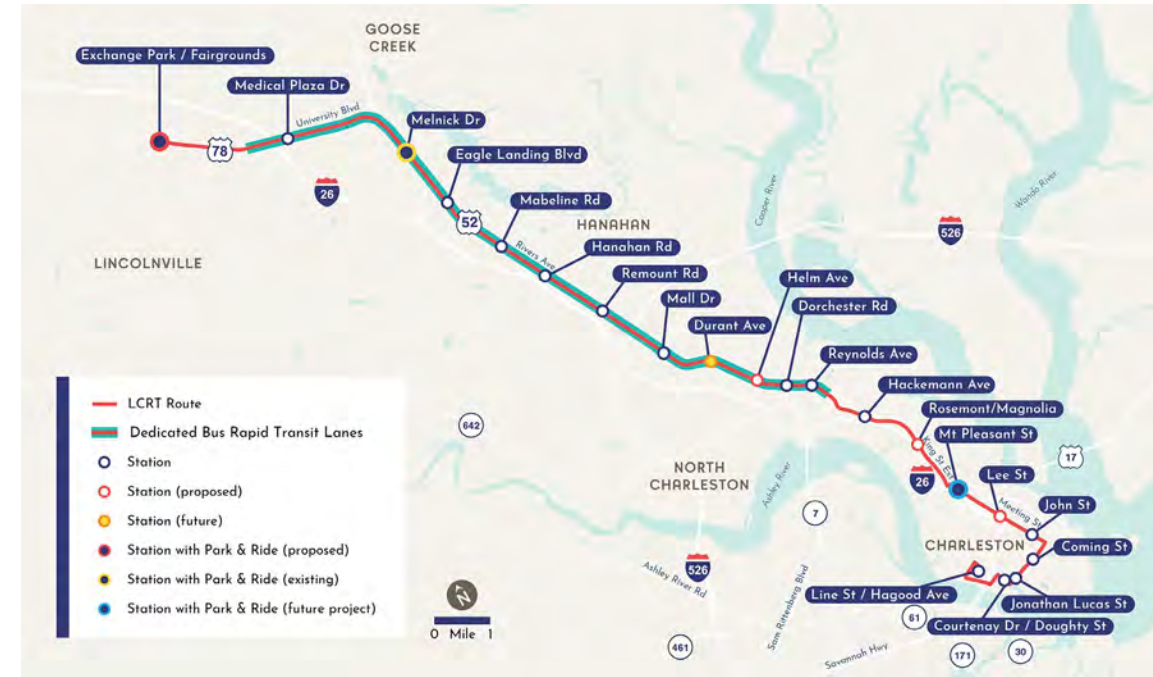 GOOSE
CREEK
Exchange Park / Fairgrounds
Medical Plaza Dr
University Blvd
Melnick Dr
78
Eagle Landing Blvd
26
Mabeline Rd
52
HANAHAN
Cooper River
Wando River
526
Rivers Ave
Hanahan Rd
LINCOLNVILLE
Remount Rd
Helm Ave
Mall Dr
Dorchester Rd
Durant Ave
Reynolds Ave
Hackemann Ave
Rosemont/Magnolia
Mt Pleasant St
King St Ext
17
642
NORTH
CHARLESTON
Ashley River
26
Lee St
7
Meeting St
John St
CHARLESTON
Coming St
526
Ashley River Rd
Sam Rittenberg Blvd
Line St / Hagood Ave
Jonathan Lucas St
61
Courtenay Dr / Doughty St
461
Savannah Hwy
171
30
LCRT Route
Dedicated Bus Rapid Transit Lanes
Station
Station (proposed)
Station (future)
Station with Park & Ride (proposed)
Station with Park & Ride (existing)
Station with Park & Ride (future project)
N
0 Mile 1